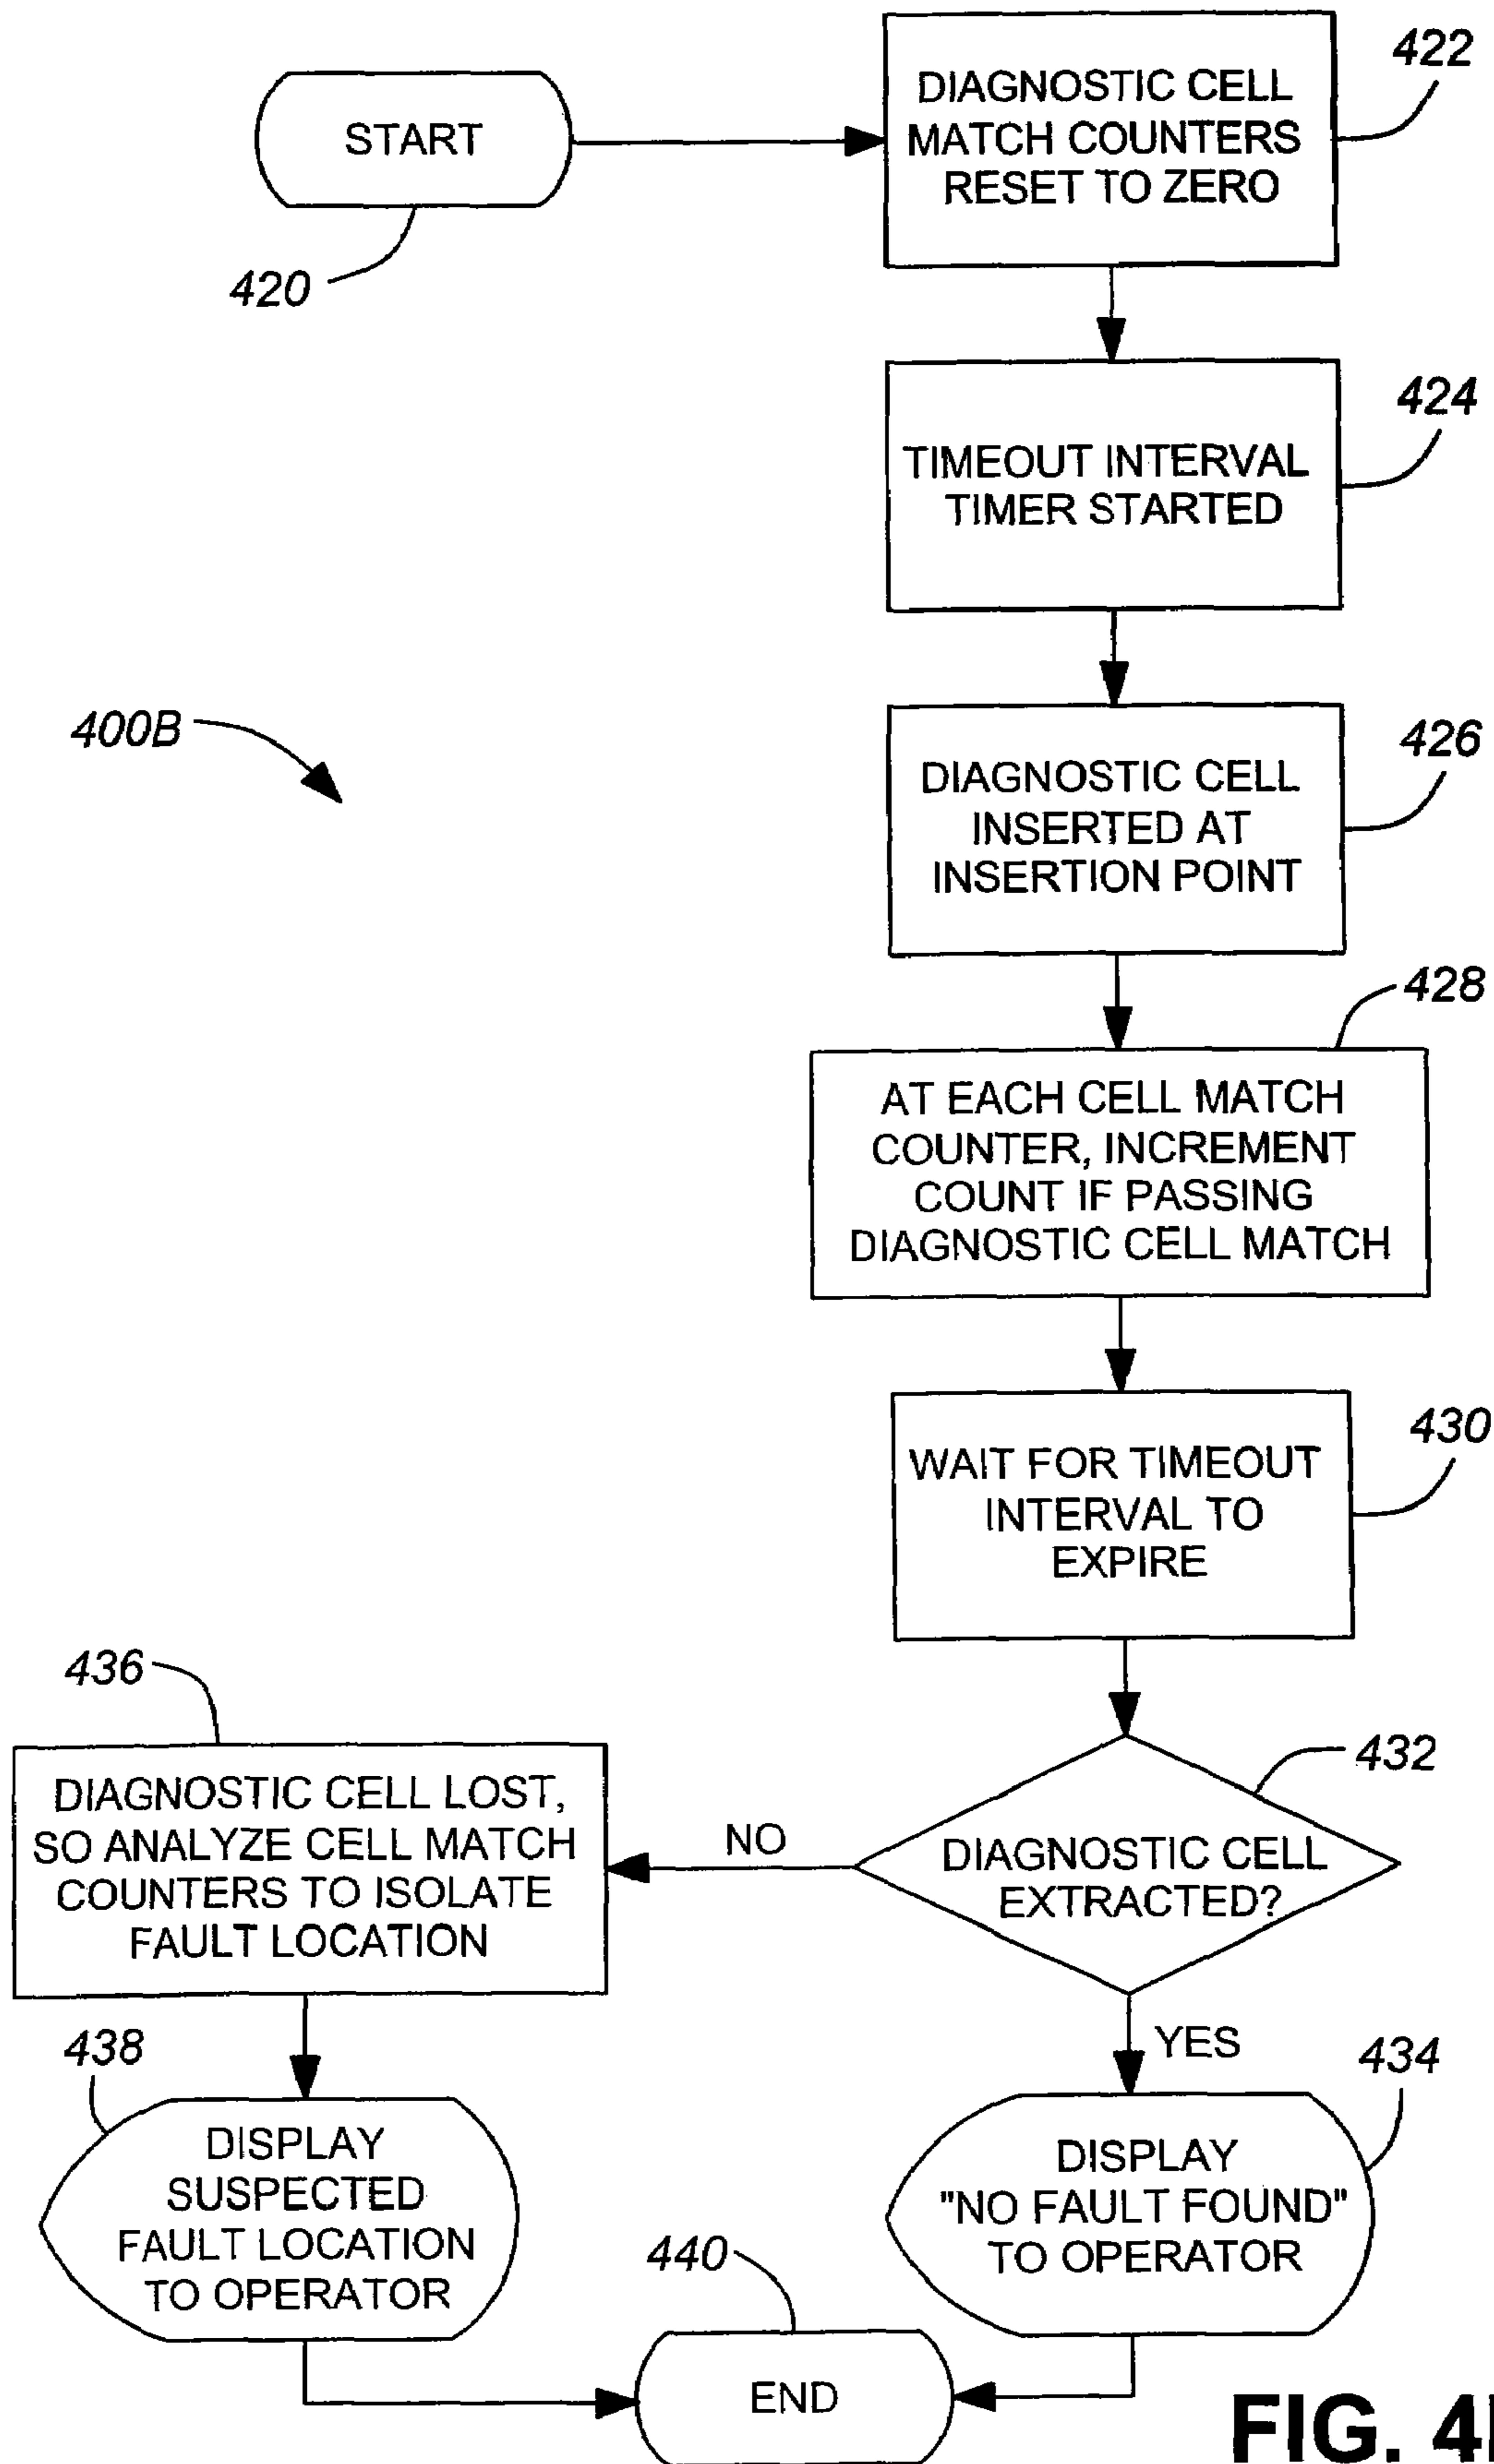 START
420
DIAGNOSTIC CELL
MATCH COUNTERS
RESET TO ZERO
422
TIMEOUT INTERVAL
TIMER STARTED
424
400B
DIAGNOSTIC CELL
INSERTED AT
INSERTION POINT
426
428
AT EACH CELL MATCH
COUNTER, INCREMENT
COUNT IF PASSING
DIAGNOSTIC CELL MATCH
WAIT FOR TIMEOUT
INTERVAL TO
EXPIRE
430
432
DIAGNOSTIC CELL
EXTRACTED?
NO
436
DIAGNOSTIC CELL LOST,
SO ANALYZE CELL MATCH
COUNTERS TO ISOLATE
FAULT LOCATION
YES
438
DISPLAY
SUSPECTED
FAULT LOCATION
TO OPERATOR
434
DISPLAY
"NO FAULT FOUND"
TO OPERATOR
440
END
FIG. 4